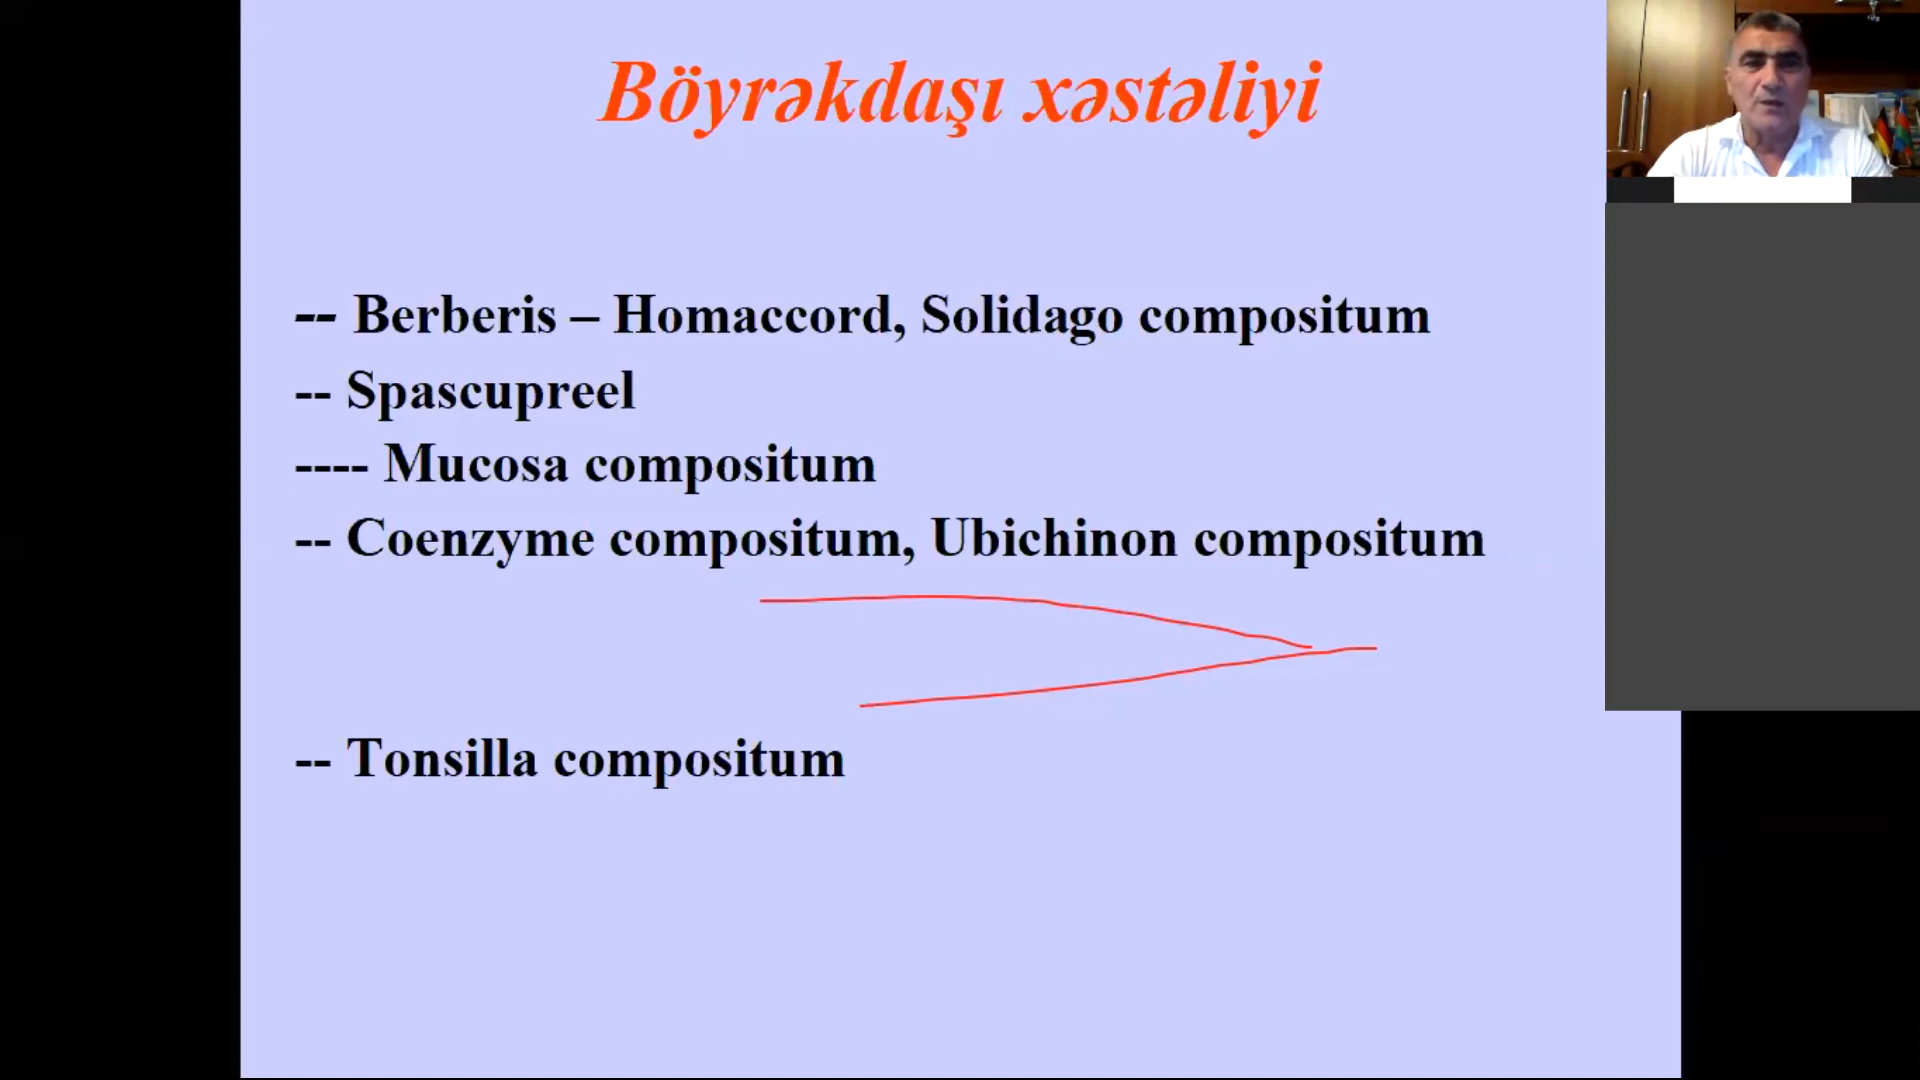 Böyrəkdaşı xəstəliyi
-- Berberis – Homaccord, Solidago compositum
-- Spascupreel
---- Mucosa compositum
-- Coenzyme compositum, Ubichinon compositum
-- Tonsilla compositum